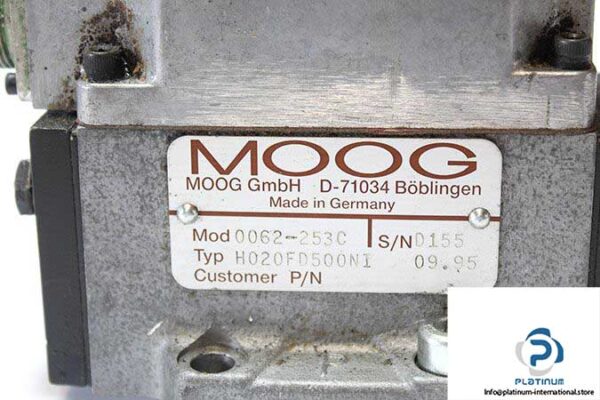 MOOG
MOOG GmbH D-71034 Böblingen
Made in Germany
Mod 0062-253C S/N D155
Typ H020FD500NI 09.95
Customer P/N
PLATINUM
Info@platinum-international.store